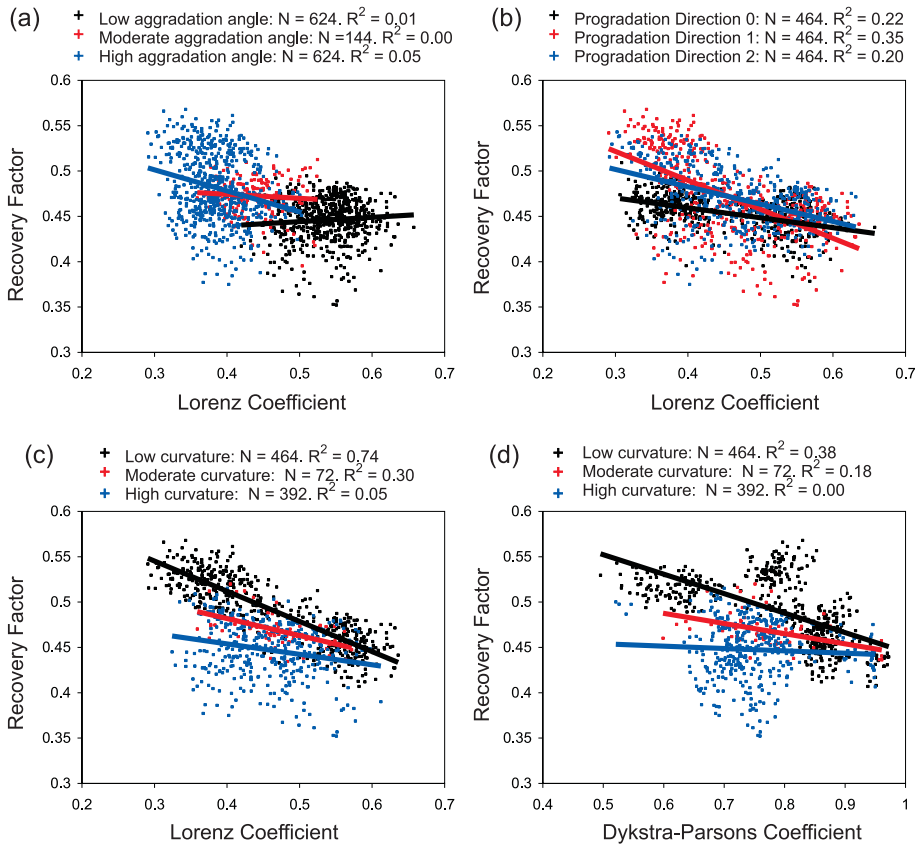 (a)
+ Low aggradation angle: N = 624. R² = 0.01
+ Moderate aggradation angle: N =144. R² = 0.00
+ High aggradation angle: N = 624. R² = 0.05
0.6
0.55
0.5
0.45
0.4
0.35
0.3
Recovery Factor
0.2 0.3 0.4 0.5 0.6 0.7
Lorenz Coefficient
(b)
+ Progradation Direction 0: N = 464. R² = 0.22
+ Progradation Direction 1: N = 464. R² = 0.35
+ Progradation Direction 2: N = 464. R² = 0.20
0.6
0.55
0.5
0.45
0.4
0.35
0.3
Recovery Factor
0.2 0.3 0.4 0.5 0.6 0.7
Lorenz Coefficient
(c)
+ Low curvature: N = 464. R² = 0.74
+ Moderate curvature: N = 72. R² = 0.30
+ High curvature: N = 392. R² = 0.05
0.6
0.55
0.5
0.45
0.4
0.35
0.3
Recovery Factor
0.2 0.3 0.4 0.5 0.6 0.7
Lorenz Coefficient
(d)
+ Low curvature: N = 464. R² = 0.38
+ Moderate curvature: N = 72. R² = 0.18
+ High curvature: N = 392. R² = 0.00
0.6
0.55
0.5
0.45
0.4
0.35
0.3
Recovery Factor
0.4 0.5 0.6 0.7 0.8 0.9 1
Dykstra-Parsons Coefficient